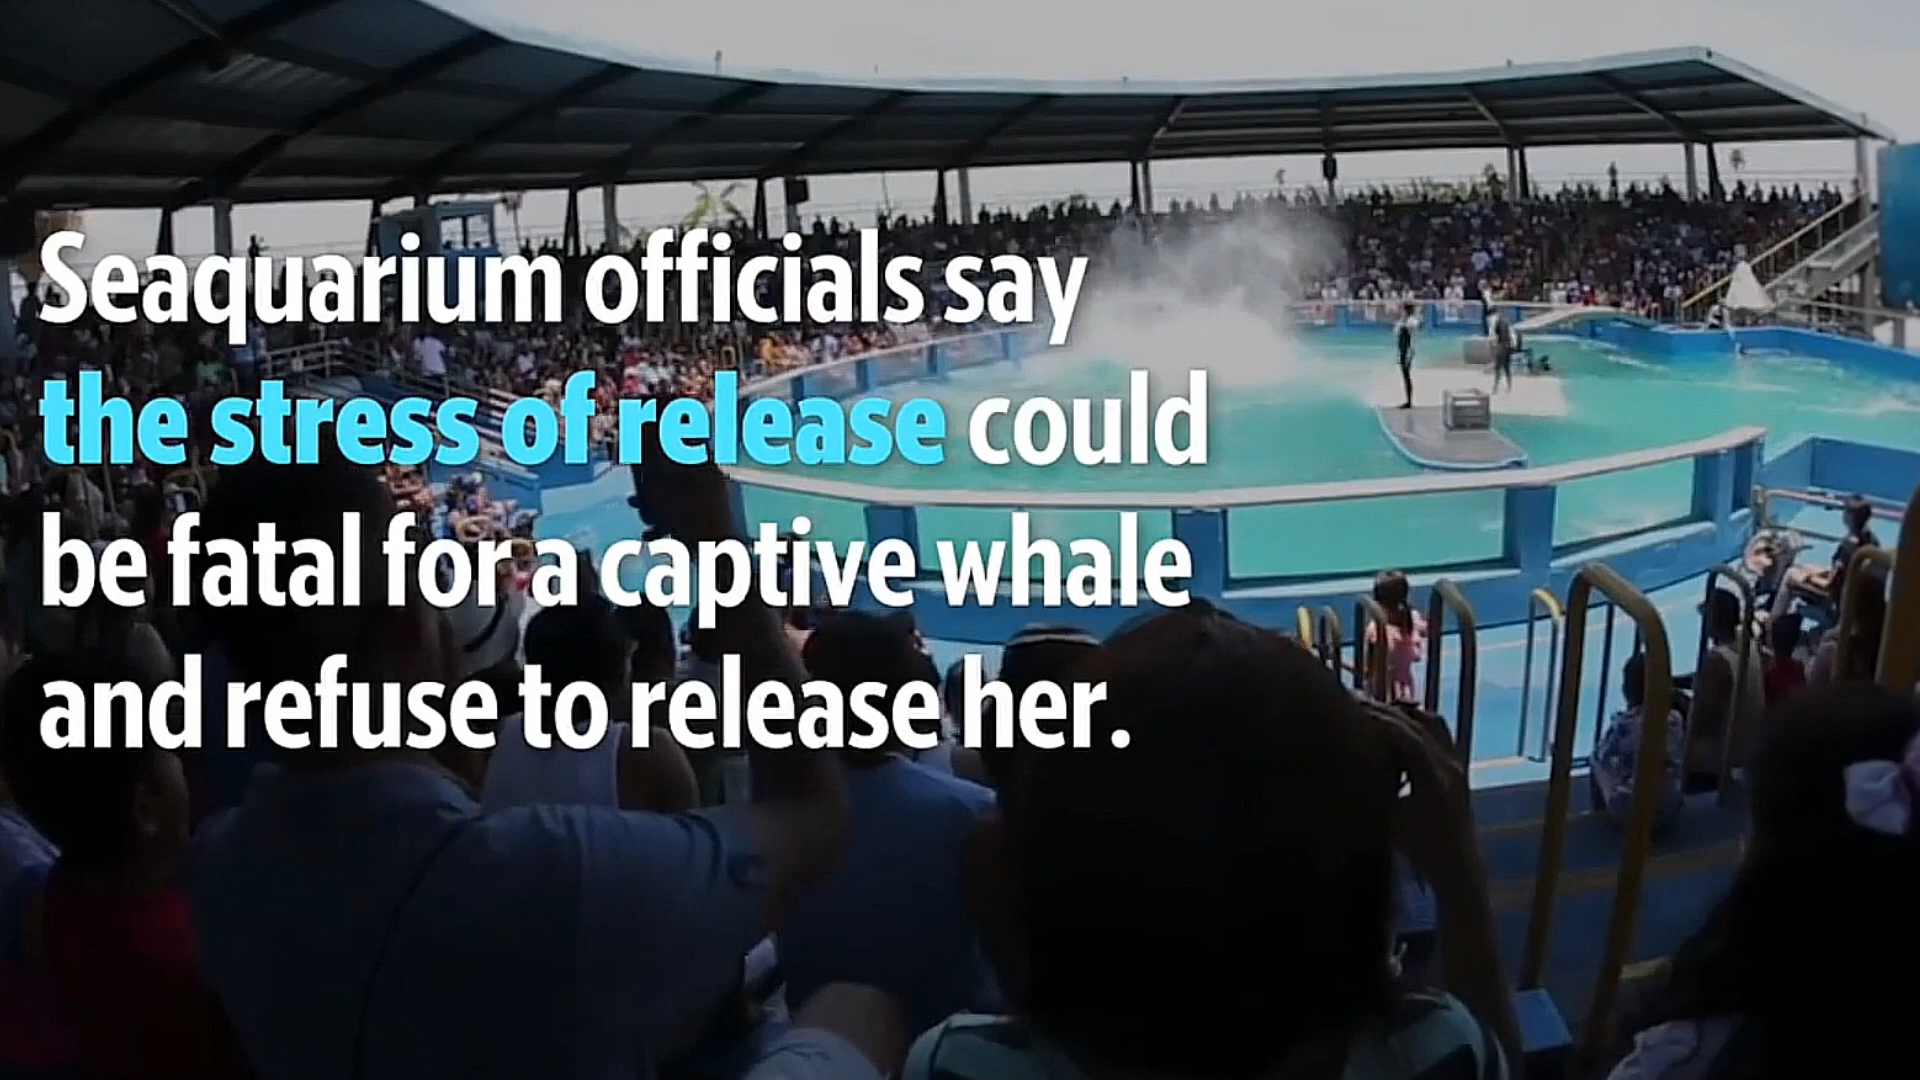 Seaquarium officials say
the stress of release could
be fatal for a captive whale
and refuse to release her.